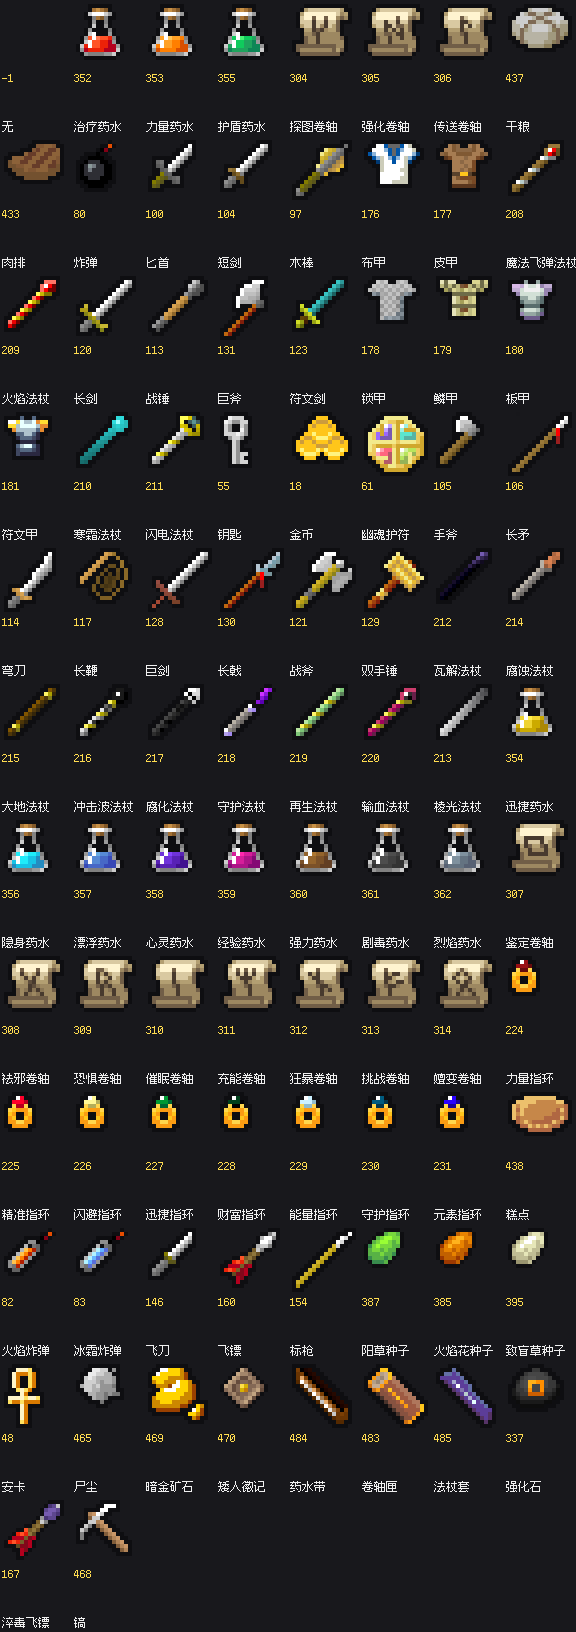 -1 352 353 355 304 305 306 437
无 治疗药水 力量药水 护盾药水 探图卷轴 强化卷轴 传送卷轴 干粮
433 80 100 104 97 176 177 208
肉排 炸弹 匕首 短剑 木棒 布甲 皮甲 魔法飞弹法杖
209 120 113 131 123 178 179 180
火焰法杖 长剑 战锤 巨斧 符文剑 锁甲 鳞甲 板甲
181 210 211 55 18 61 105 106
符文甲 寒霜法杖 闪电法杖 钥匙 金币 幽魂护符 手斧 长矛
114 117 128 130 121 129 212 214
弯刀 长鞭 巨剑 长戟 战斧 双手锤 瓦解法杖 腐蚀法杖
215 216 217 218 219 220 213 354
大地法杖 冲击波法杖 腐化法杖 守护法杖 再生法杖 输血法杖 棱光法杖 迅捷药水
356 357 358 359 360 361 362 307
隐身药水 漂浮药水 心灵药水 经验药水 强力药水 剧毒药水 烈焰药水 鉴定卷轴
308 309 310 311 312 313 314 224
祛邪卷轴 恐惧卷轴 催眠卷轴 充能卷轴 狂暴卷轴 挑战卷轴 嬗变卷轴 力量指环
225 226 227 228 229 230 231 438
精准指环 闪避指环 迅捷指环 财富指环 能量指环 守护指环 元素指环 糕点
82 83 146 160 154 387 385 395
火焰炸弹 冰霜炸弹 飞刀 飞镖 标枪 阳草种子 火焰花种子 致盲草种子
48 465 469 470 484 483 485 337
安卡 尸尘 暗金矿石 矮人徽记 药水带 卷轴匣 法杖套 强化石
167 468
淬毒飞镖 镐